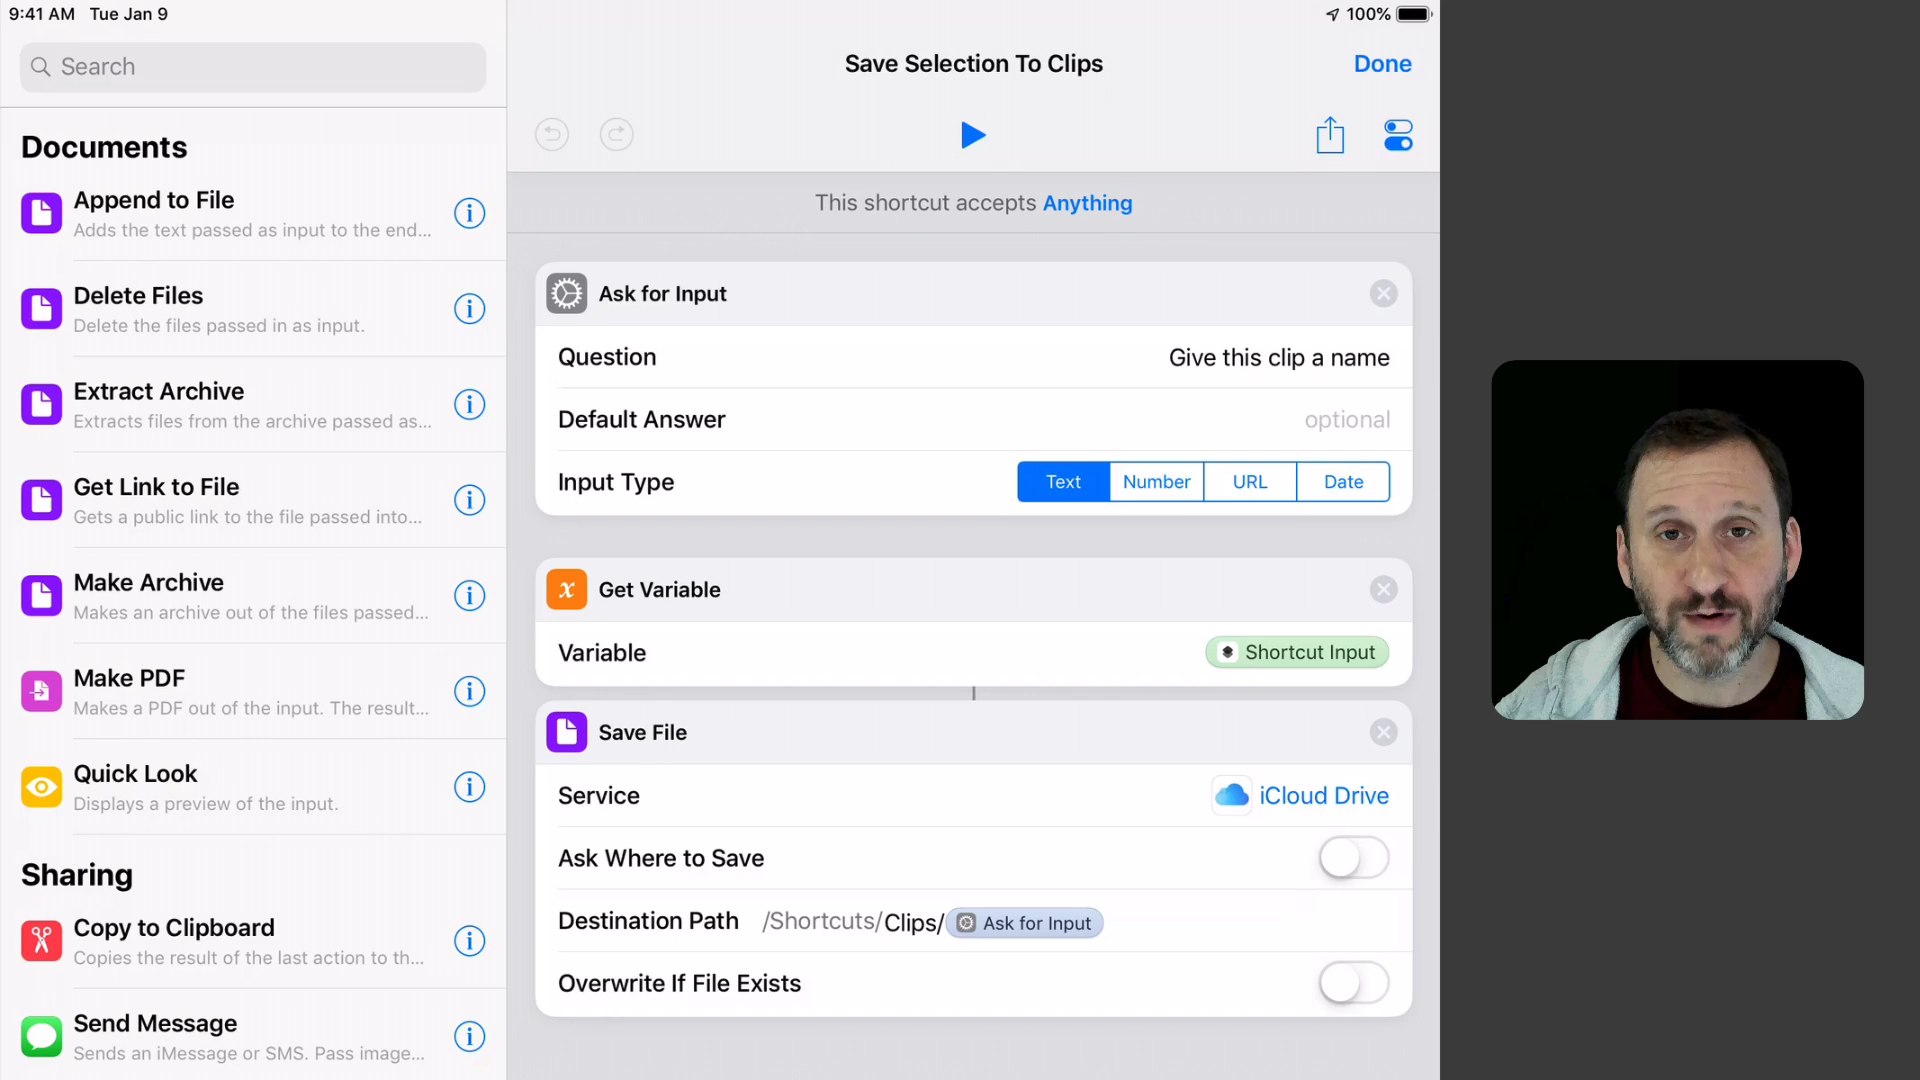 9:41 AM Tue Jan 9
100%
Search
Documents
Append to File
Adds the text passed as input to the end...
Delete Files
Delete the files passed in as input.
Extract Archive
Extracts files from the archive passed as...
Get Link to File
Gets a public link to the file passed into...
Make Archive
Makes an archive out of the files passed...
Make PDF
Makes a PDF out of the input. The result...
Quick Look
Displays a preview of the input.
Sharing
Copy to Clipboard
Copies the result of the last action to th...
Send Message
Sends an iMessage or SMS. Pass image...
Save Selection To Clips
Done
This shortcut accepts Anything
Ask for Input
Question Give this clip a name
Default Answer optional
Input Type Text Number URL Date
x Get Variable
Variable Shortcut Input
Save File
Service iCloud Drive
Ask Where to Save
Destination Path /Shortcuts/Clips/ Ask for Input
Overwrite If File Exists